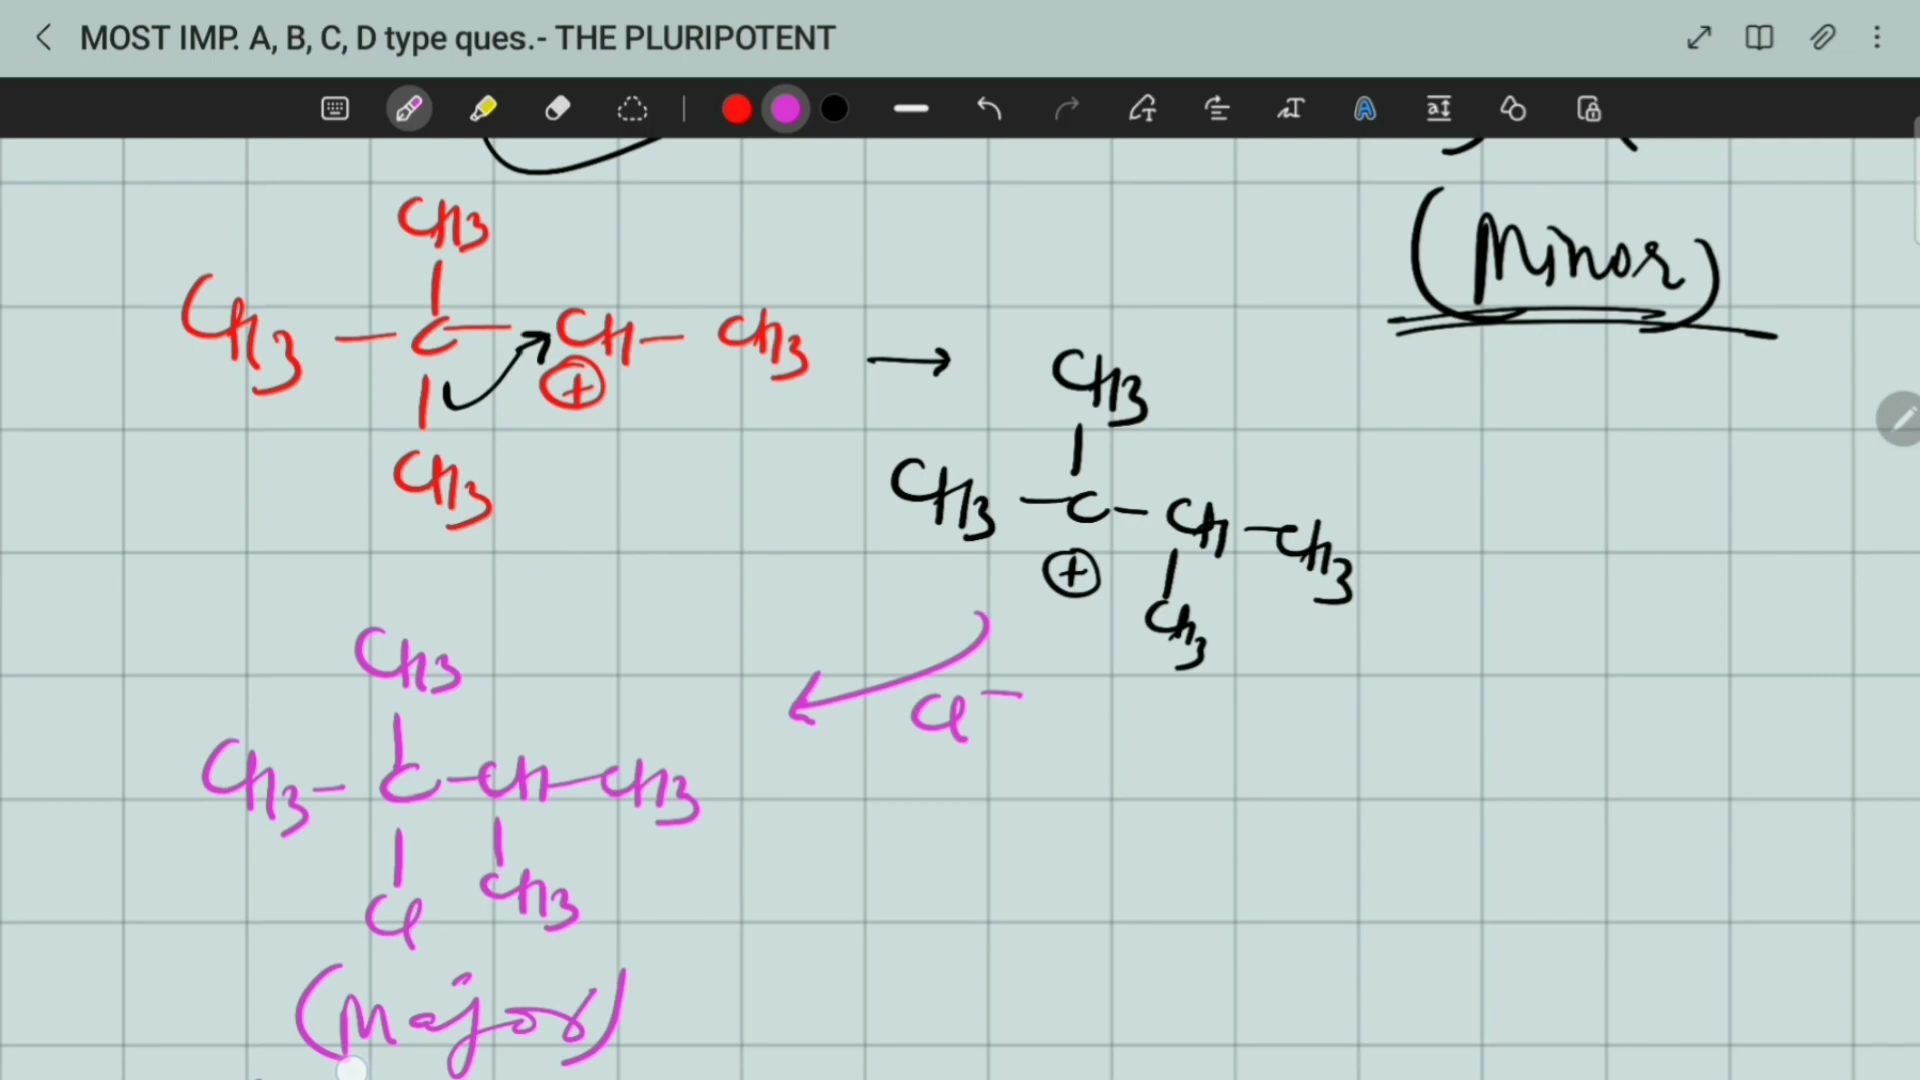 MOST IMP. A, B, C, D type ques.- THE PLURIPOTENT
(Minor)
CH3
CH3 - C - CH - CH3 →
⊕
CH3
CH3
CH3 - C - CH - CH3
⊕ CH3
Cl⁻
CH3
CH3 - C - CH - CH3
Cl CH3
(Major)